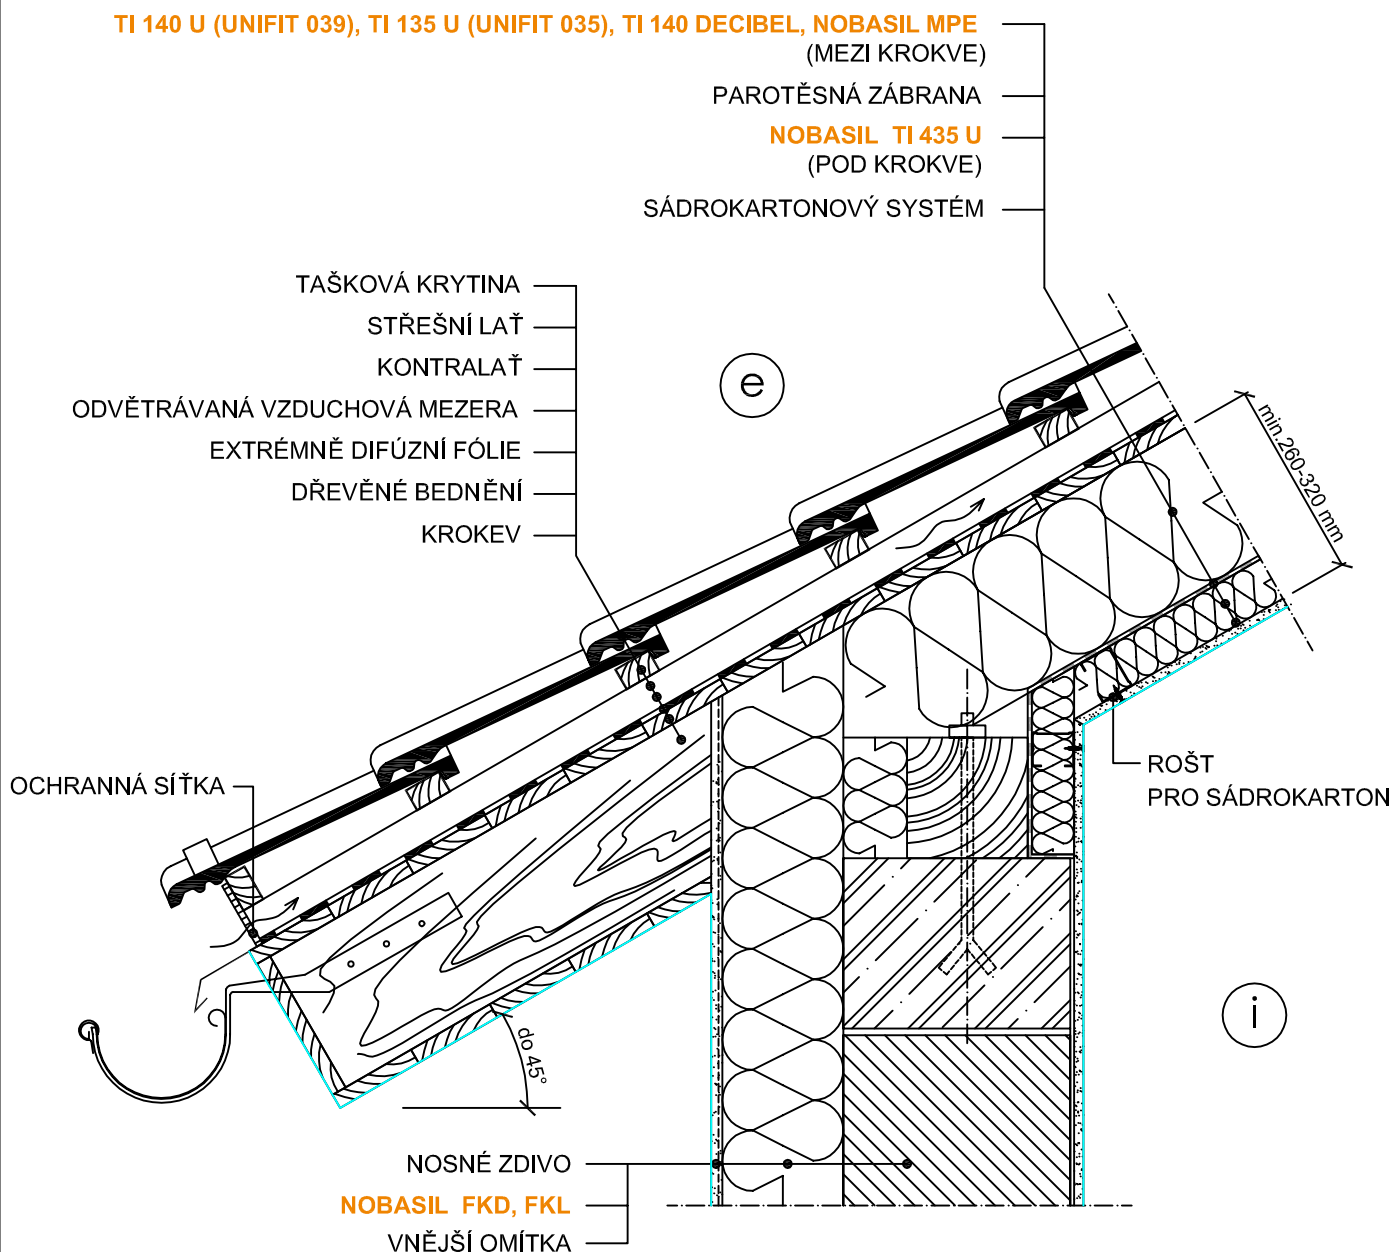 TI 140 U (UNIFIT 039), TI 135 U (UNIFIT 035), TI 140 DECIBEL, NOBASIL MPE
(MEZI KROKVE)
PAROTĚSNÁ ZÁBRANA
NOBASIL TI 435 U
(POD KROKVE)
SÁDROKARTONOVÝ SYSTÉM
TAŠKOVÁ KRYTINA
STŘEŠNÍ LAŤ
KONTRALAŤ
ODVĚTRÁVANÁ VZDUCHOVÁ MEZERA
EXTRÉMNĚ DIFÚZNÍ FÓLIE
DŘEVĚNÉ BEDNĚNÍ
KROKEV
e
min.260-320 mm
OCHRANNÁ SÍŤKA
ROŠT
PRO SÁDROKARTON
i
do 45°
NOSNÉ ZDIVO
NOBASIL FKD, FKL
VNĚJŠÍ OMÍTKA